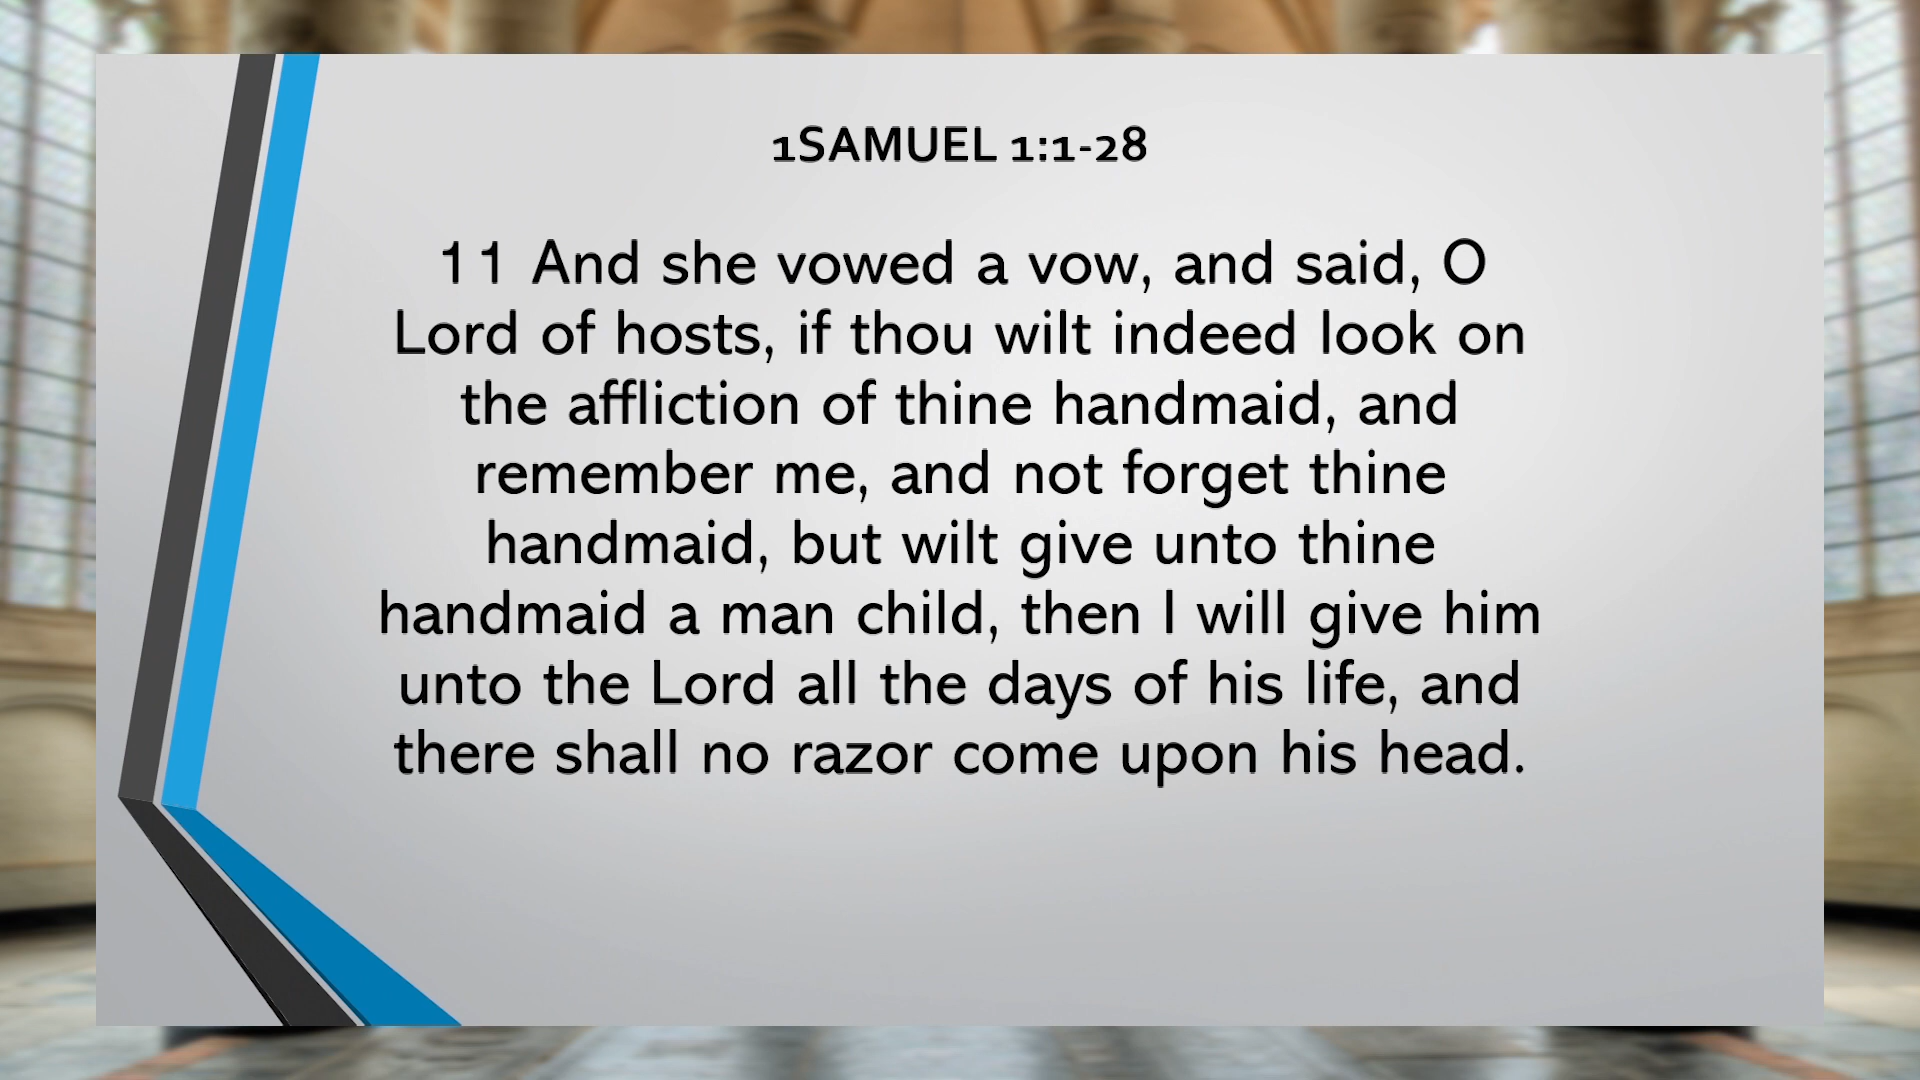 1SAMUEL 1:1-28
11 And she vowed a vow, and said, O
Lord of hosts, if thou wilt indeed look on
the affliction of thine handmaid, and
remember me, and not forget thine
handmaid, but wilt give unto thine
handmaid a man child, then I will give him
unto the Lord all the days of his life, and
there shall no razor come upon his head.